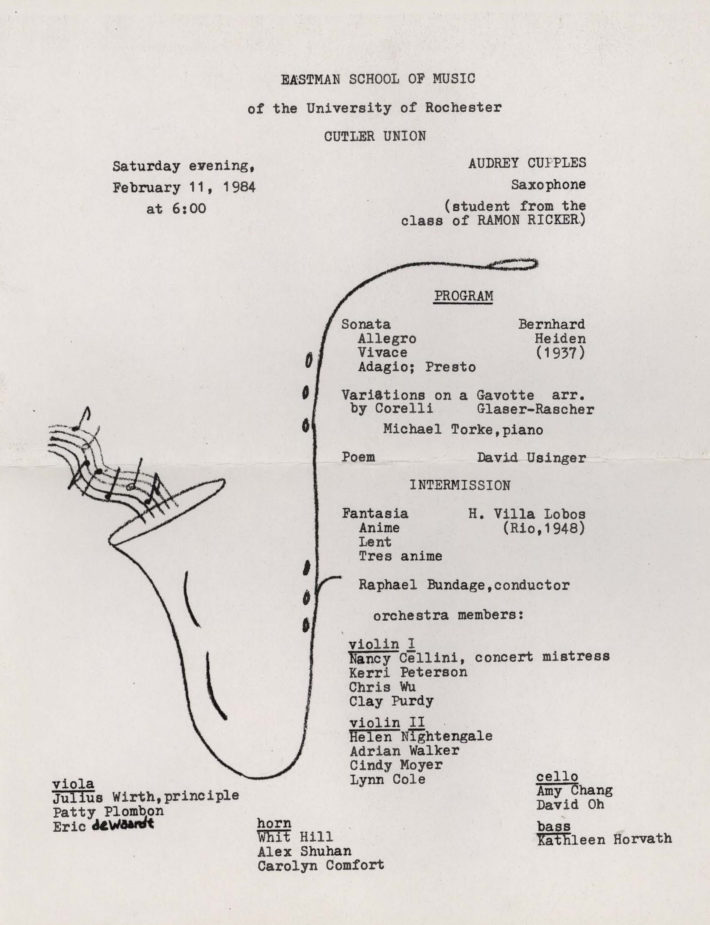 EASTMAN SCHOOL OF MUSIC
of the University of Rochester
CUTLER UNION
Saturday evening,
February 11, 1984
at 6:00
AUDREY CUPPLES
Saxophone
(student from the
class of RAMON RICKER)
PROGRAM
Sonata Bernhard
Allegro Heiden
Vivace (1937)
Adagio; Presto
Variations on a Gavotte arr.
by Corelli Glaser-Rascher
Michael Torke,piano
Poem David Usinger
INTERMISSION
Fantasia H. Villa Lobos
Anime (Rio,1948)
Lent
Tres anime
Raphael Bundage,conductor
orchestra members:
violin I
Nancy Cellini, concert mistress
Kerri Peterson
Chris Wu
Clay Purdy
violin II
Helen Nightengale
Adrian Walker
Cindy Moyer
Lynn Cole
viola
Julius Wirth,principle
Patty Plombon
Eric deWaardt
horn
Whit Hill
Alex Shuhan
Carolyn Comfort
cello
Amy Chang
David Oh
bass
Kathleen Horvath